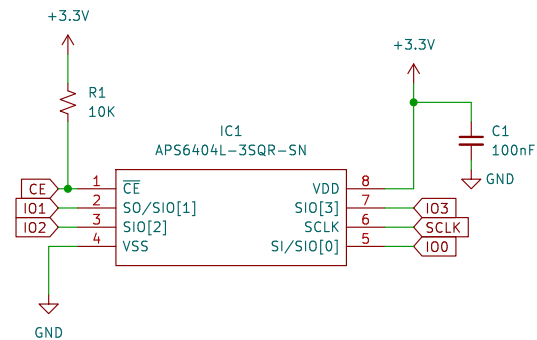 +3.3V
+3.3V
R1
10K
IC1
APS6404L-3SQR-SN
C1
100nF
GND
CE 1 CE VDD 8
IO1 2 SO/SIO[1] SIO[3] 7 IO3
IO2 3 SIO[2] SCLK 6 SCLK
4 VSS SI/SIO[0] 5 IO0
GND